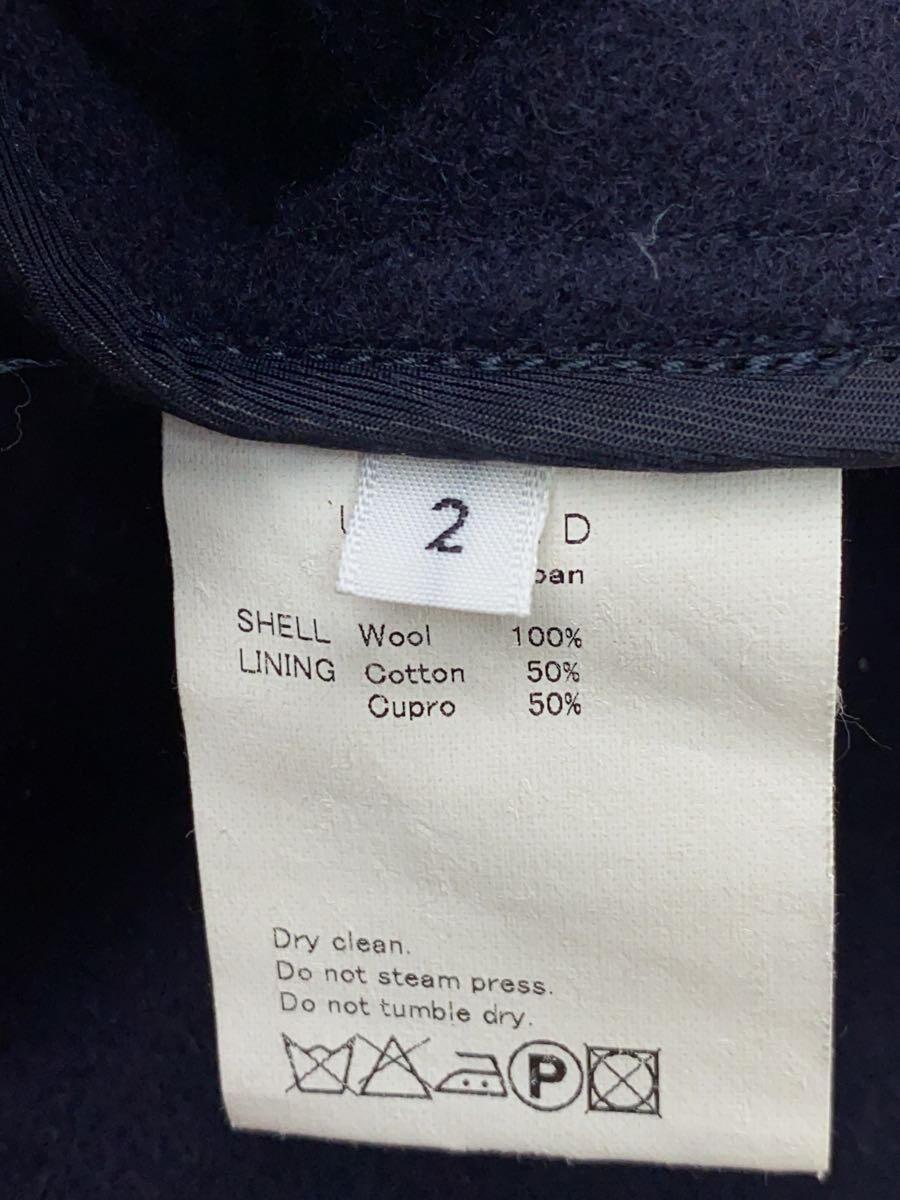 2
D
SHELL Wool 100%
LINING Cotton 50%
Cupro 50%
Dry clean.
Do not steam press.
Do not tumble dry.
P